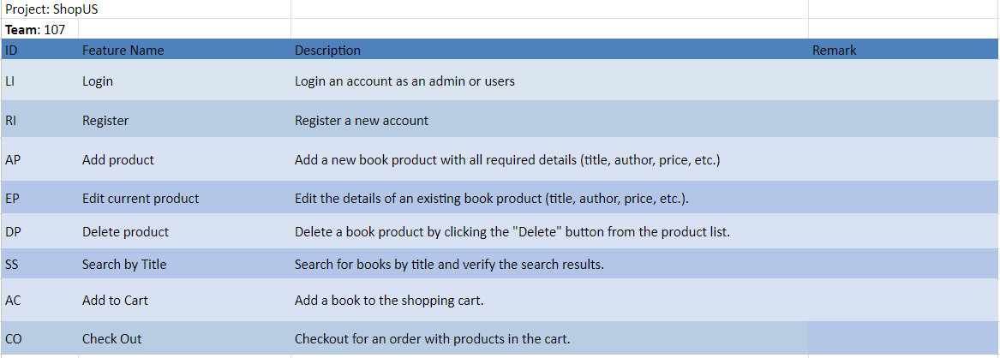 Project: ShopUS
Team: 107
ID Feature Name Description Remark
LI Login Login an account as an admin or users
RI Register Register a new account
AP Add product Add a new book product with all required details (title, author, price, etc.)
EP Edit current product Edit the details of an existing book product (title, author, price, etc.).
DP Delete product Delete a book product by clicking the "Delete" button from the product list.
SS Search by Title Search for books by title and verify the search results.
AC Add to Cart Add a book to the shopping cart.
CO Check Out Checkout for an order with products in the cart.